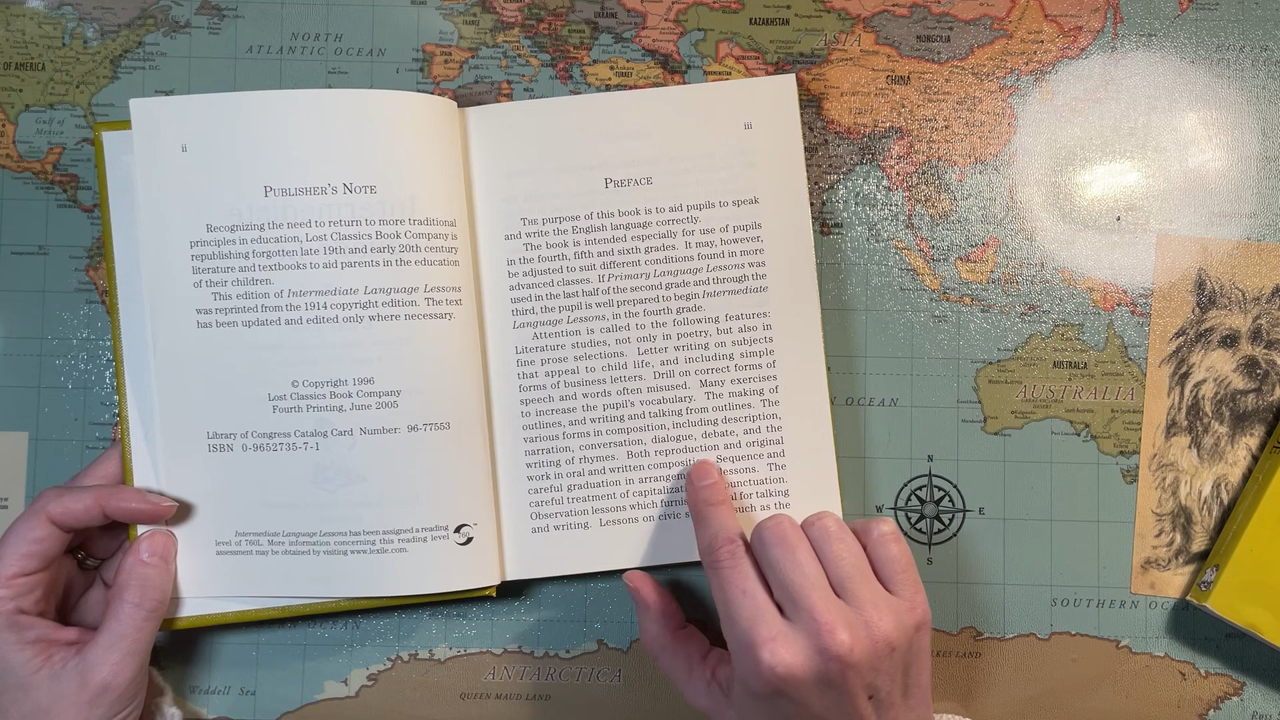 ii
PUBLISHER'S NOTE
Recognizing the need to return to more traditional
principles in education, Lost Classics Book Company is
republishing forgotten late 19th and early 20th century
literature and textbooks to aid parents in the education
of their children.
This edition of Intermediate Language Lessons
was reprinted from the 1914 copyright edition. The text
has been updated and edited only where necessary.
© Copyright 1996
Lost Classics Book Company
Fourth Printing, June 2005
Library of Congress Catalog Card Number: 96-77553
ISBN 0-9652735-7-1
Intermediate Language Lessons has been assigned a reading
level of 760L. More information concerning this reading level
assessment may be obtained by visiting www.lexile.com.
760
iii
PREFACE
THE purpose of this book is to aid pupils to speak
and write the English language correctly.
The book is intended especially for use of pupils
in the fourth, fifth and sixth grades. It may, however,
be adjusted to suit different conditions found in more
advanced classes. If Primary Language Lessons was
used in the last half of the second grade and through the
third, the pupil is well prepared to begin Intermediate
Language Lessons, in the fourth grade.
Attention is called to the following features:
Literature studies, not only in poetry, but also in
fine prose selections. Letter writing on subjects
that appeal to child life, and including simple
forms of business letters. Drill on correct forms of
speech and words often misused. Many exercises
to increase the pupil's vocabulary. The making of
outlines, and writing and talking from outlines. The
various forms in composition, including description,
narration, conversation, dialogue, debate, and the
writing of rhymes. Both reproduction and original
work in oral and written Sequence and
careful graduation in lessons. The
careful treatment of punctuation.
Observation lessons which for talking
and writing. Lessons on civic such as the
NORTH
ATLANTIC OCEAN
OF AMERICA
Gulf of
Mexico
FRANCE
SPAIN
UKRAINE
Black Sea
TURKEY
KAZAKHSTAN
ASIA
MONGOLIA
CHINA
AUSTRALIA
AUSTRALIA
OCEAN
N
W
E
S
SOUTHERN
ANTARCTICA
QUEEN MAUD LAND
Weddell Sea